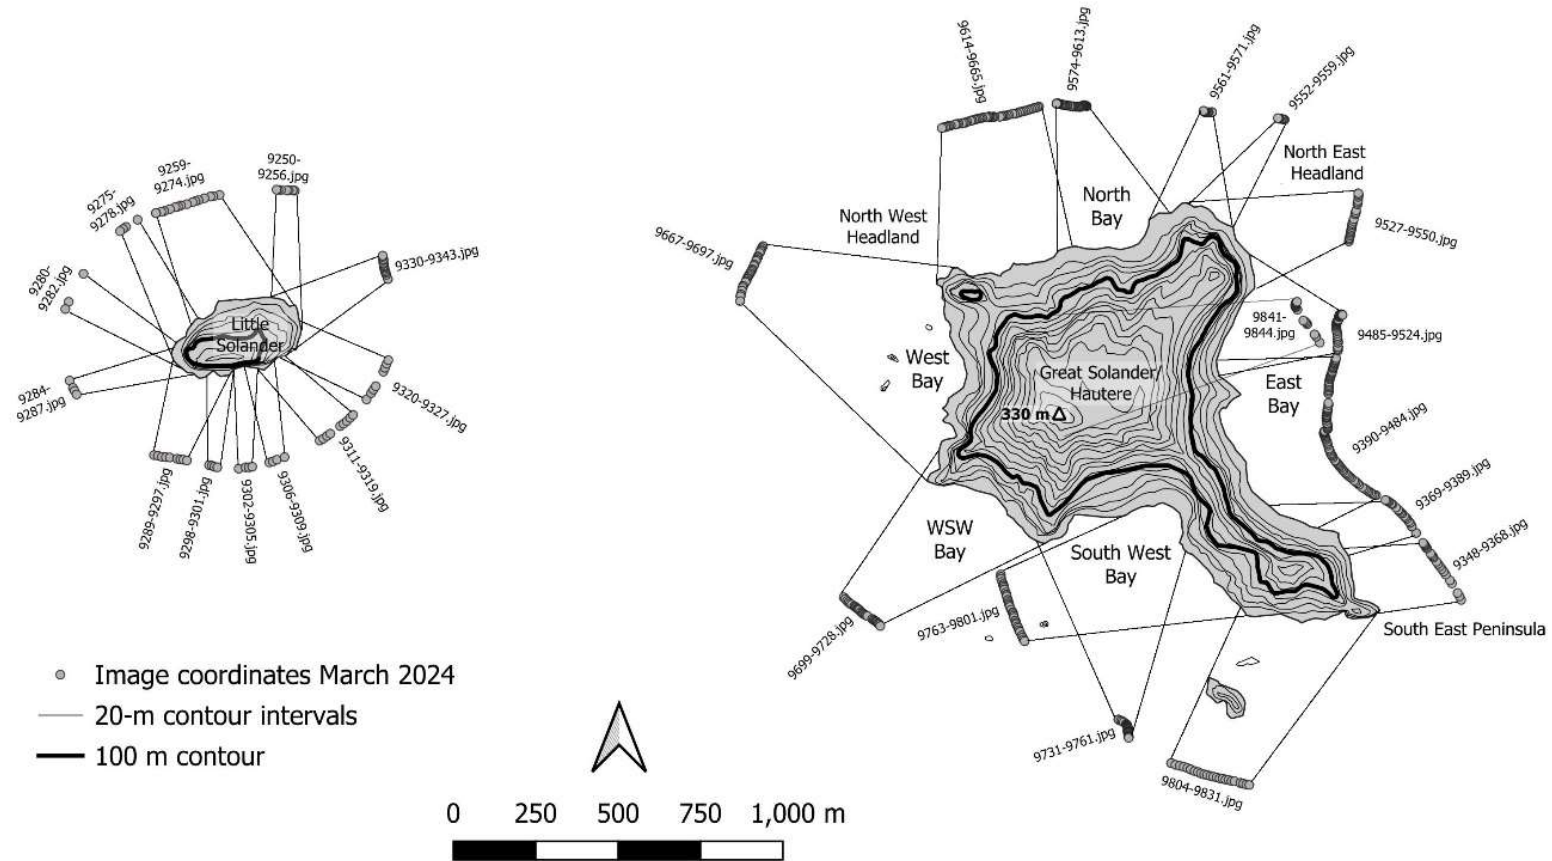 9614-9665.jpg
9574-9613.jpg
9561-9571.jpg
9552-9559.jpg
North East
Headland
North
Bay
9259-
9274.jpg
9250-
9256.jpg
9275-
9278.jpg
North West
Headland
9667-9697.jpg
9527-9550.jpg
9280-
9282.jpg
9330-9343.jpg
Little
Solander
9841-
9844.jpg
9485-9524.jpg
West
Bay
Great Solander/
Hautere
330 m
East
Bay
9284-
9287.jpg
9320-9327.jpg
9311-9319.jpg
9390-9484.jpg
9289-9297.jpg
9298-9301.jpg
9302-9305.jpg
9306-9309.jpg
9369-9389.jpg
WSW
Bay
South West
Bay
9348-9368.jpg
9699-9728.jpg
9763-9801.jpg
South East Peninsula
9731-9761.jpg
9804-9831.jpg
Image coordinates March 2024
20-m contour intervals
100 m contour
0 250 500 750 1,000 m